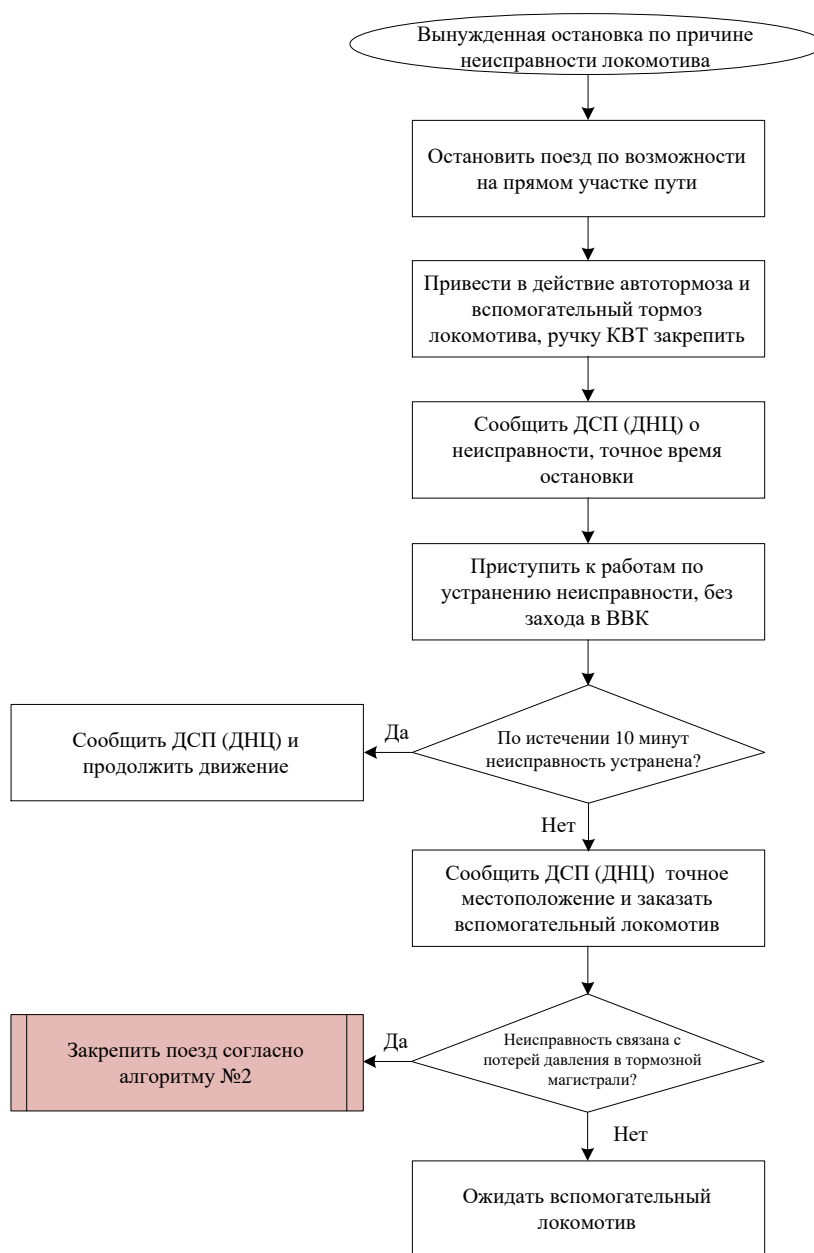 Вынужденная остановка по причине
неисправности локомотива
Остановить поезд по возможности
на прямом участке пути
Привести в действие автотормоза и
вспомогательный тормоз
локомотива, ручку КВТ закрепить
Сообщить ДСП (ДНЦ) о
неисправности, точное время
остановки
Приступить к работам по
устранению неисправности, без
захода в ВВК
По истечении 10 минут
неисправность устранена?
Да
Сообщить ДСП (ДНЦ) и
продолжить движение
Нет
Сообщить ДСП (ДНЦ) точное
местоположение и заказать
вспомогательный локомотив
Неисправность связана с
потерей давления в тормозной
магистрали?
Да
Закрепить поезд согласно
алгоритму №2
Нет
Ожидать вспомогательный
локомотив